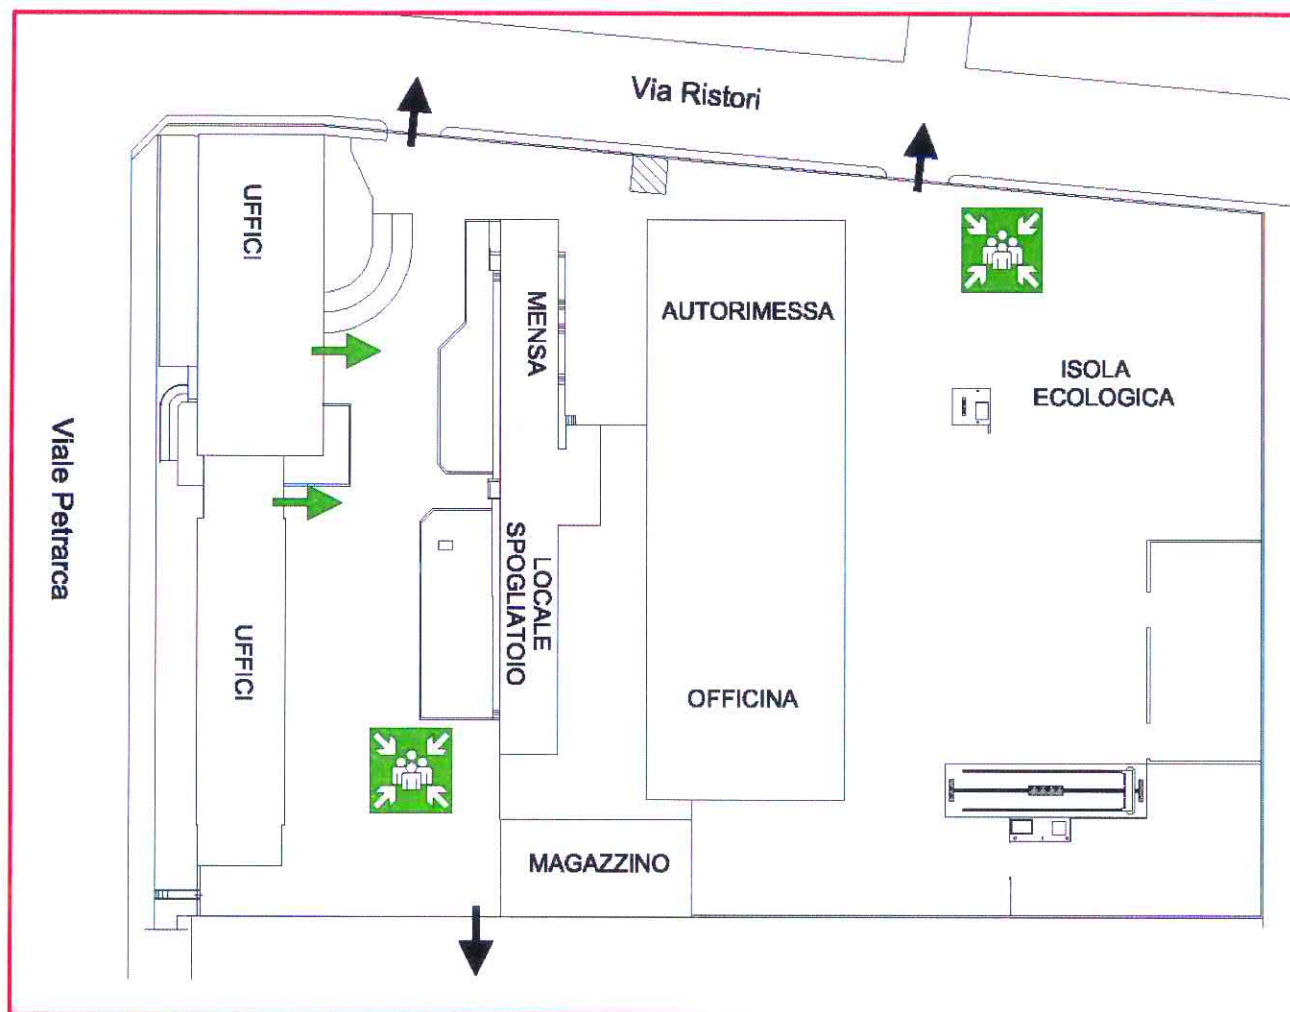 Via Ristori
UFFICI
MENSA
AUTORIMESSA
ISOLA
ECOLOGICA
Viale Petrarca
LOCALE
SPOGLIATOIO
UFFICI
OFFICINA
MAGAZZINO